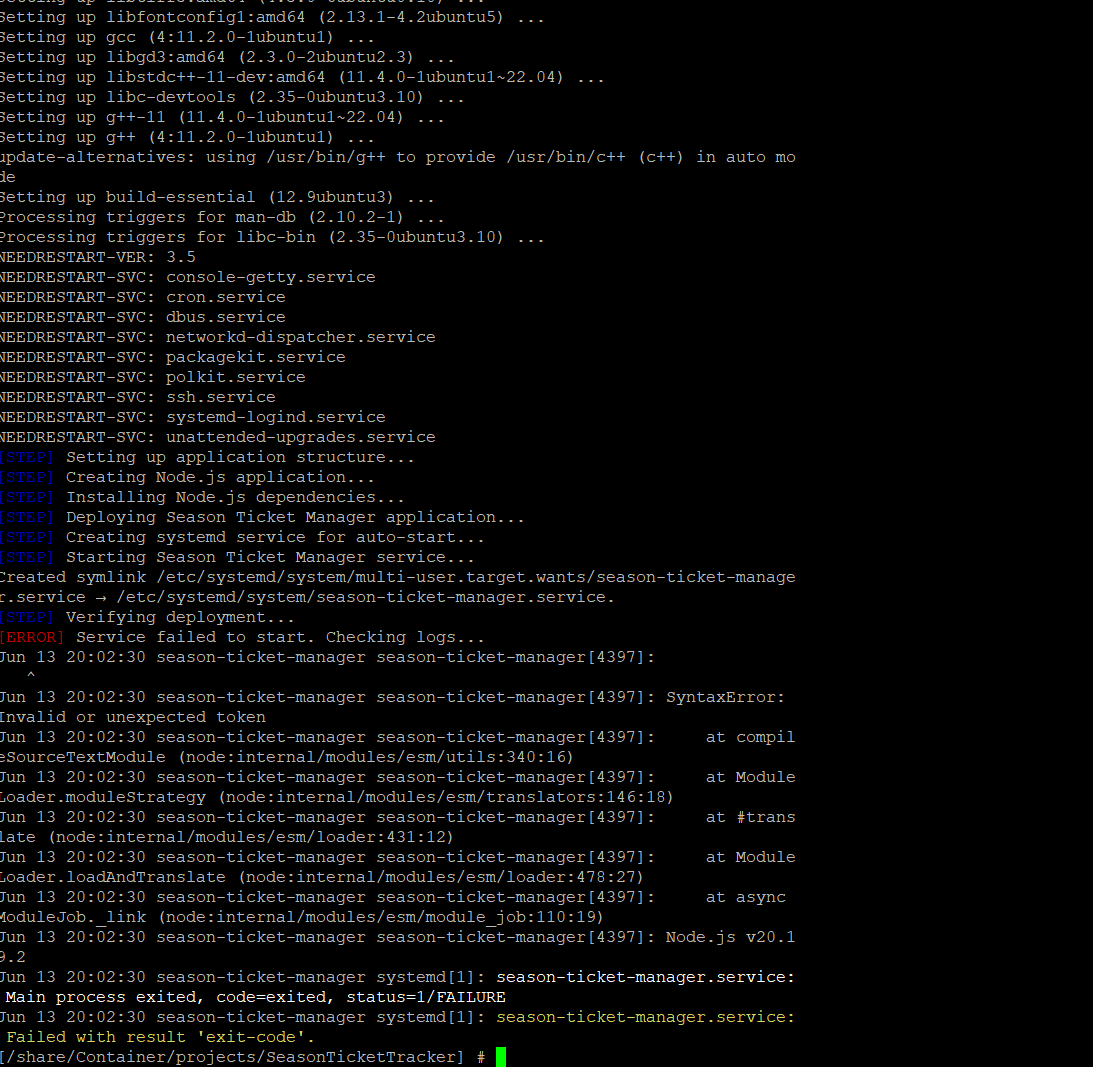 Setting up libfontconfig1:amd64 (2.13.1-4.2ubuntu5) ...
Setting up gcc (4:11.2.0-1ubuntu1) ...
Setting up libgd3:amd64 (2.3.0-2ubuntu2.3) ...
Setting up libstdc++-11-dev:amd64 (11.4.0-1ubuntu1~22.04) ...
Setting up libc-devtools (2.35-0ubuntu3.10) ...
Setting up g++-11 (11.4.0-1ubuntu1~22.04) ...
Setting up g++ (4:11.2.0-1ubuntu1) ...
update-alternatives: using /usr/bin/g++ to provide /usr/bin/c++ (c++) in auto mo
de
Setting up build-essential (12.9ubuntu3) ...
Processing triggers for man-db (2.10.2-1) ...
Processing triggers for libc-bin (2.35-0ubuntu3.10) ...
NEEDRESTART-VER: 3.5
NEEDRESTART-SVC: console-getty.service
NEEDRESTART-SVC: cron.service
NEEDRESTART-SVC: dbus.service
NEEDRESTART-SVC: networkd-dispatcher.service
NEEDRESTART-SVC: packagekit.service
NEEDRESTART-SVC: polkit.service
NEEDRESTART-SVC: ssh.service
NEEDRESTART-SVC: systemd-logind.service
NEEDRESTART-SVC: unattended-upgrades.service
[STEP] Setting up application structure...
[STEP] Creating Node.js application...
[STEP] Installing Node.js dependencies...
[STEP] Deploying Season Ticket Manager application...
[STEP] Creating systemd service for auto-start...
[STEP] Starting Season Ticket Manager service...
Created symlink /etc/systemd/system/multi-user.target.wants/season-ticket-manage
r.service → /etc/systemd/system/season-ticket-manager.service.
[STEP] Verifying deployment...
[ERROR] Service failed to start. Checking logs...
Jun 13 20:02:30 season-ticket-manager season-ticket-manager[4397]:
^
Jun 13 20:02:30 season-ticket-manager season-ticket-manager[4397]: SyntaxError:
Invalid or unexpected token
Jun 13 20:02:30 season-ticket-manager season-ticket-manager[4397]:     at compil
eSourceTextModule (node:internal/modules/esm/utils:340:16)
Jun 13 20:02:30 season-ticket-manager season-ticket-manager[4397]:     at Module
Loader.moduleStrategy (node:internal/modules/esm/translators:146:18)
Jun 13 20:02:30 season-ticket-manager season-ticket-manager[4397]:     at #trans
late (node:internal/modules/esm/loader:431:12)
Jun 13 20:02:30 season-ticket-manager season-ticket-manager[4397]:     at Module
Loader.loadAndTranslate (node:internal/modules/esm/loader:478:27)
Jun 13 20:02:30 season-ticket-manager season-ticket-manager[4397]:     at async
ModuleJob._link (node:internal/modules/esm/module_job:110:19)
Jun 13 20:02:30 season-ticket-manager season-ticket-manager[4397]: Node.js v20.1
9.2
Jun 13 20:02:30 season-ticket-manager systemd[1]: season-ticket-manager.service:
Main process exited, code=exited, status=1/FAILURE
Jun 13 20:02:30 season-ticket-manager systemd[1]: season-ticket-manager.service:
Failed with result 'exit-code'.
[/share/Container/projects/SeasonTicketTracker] #